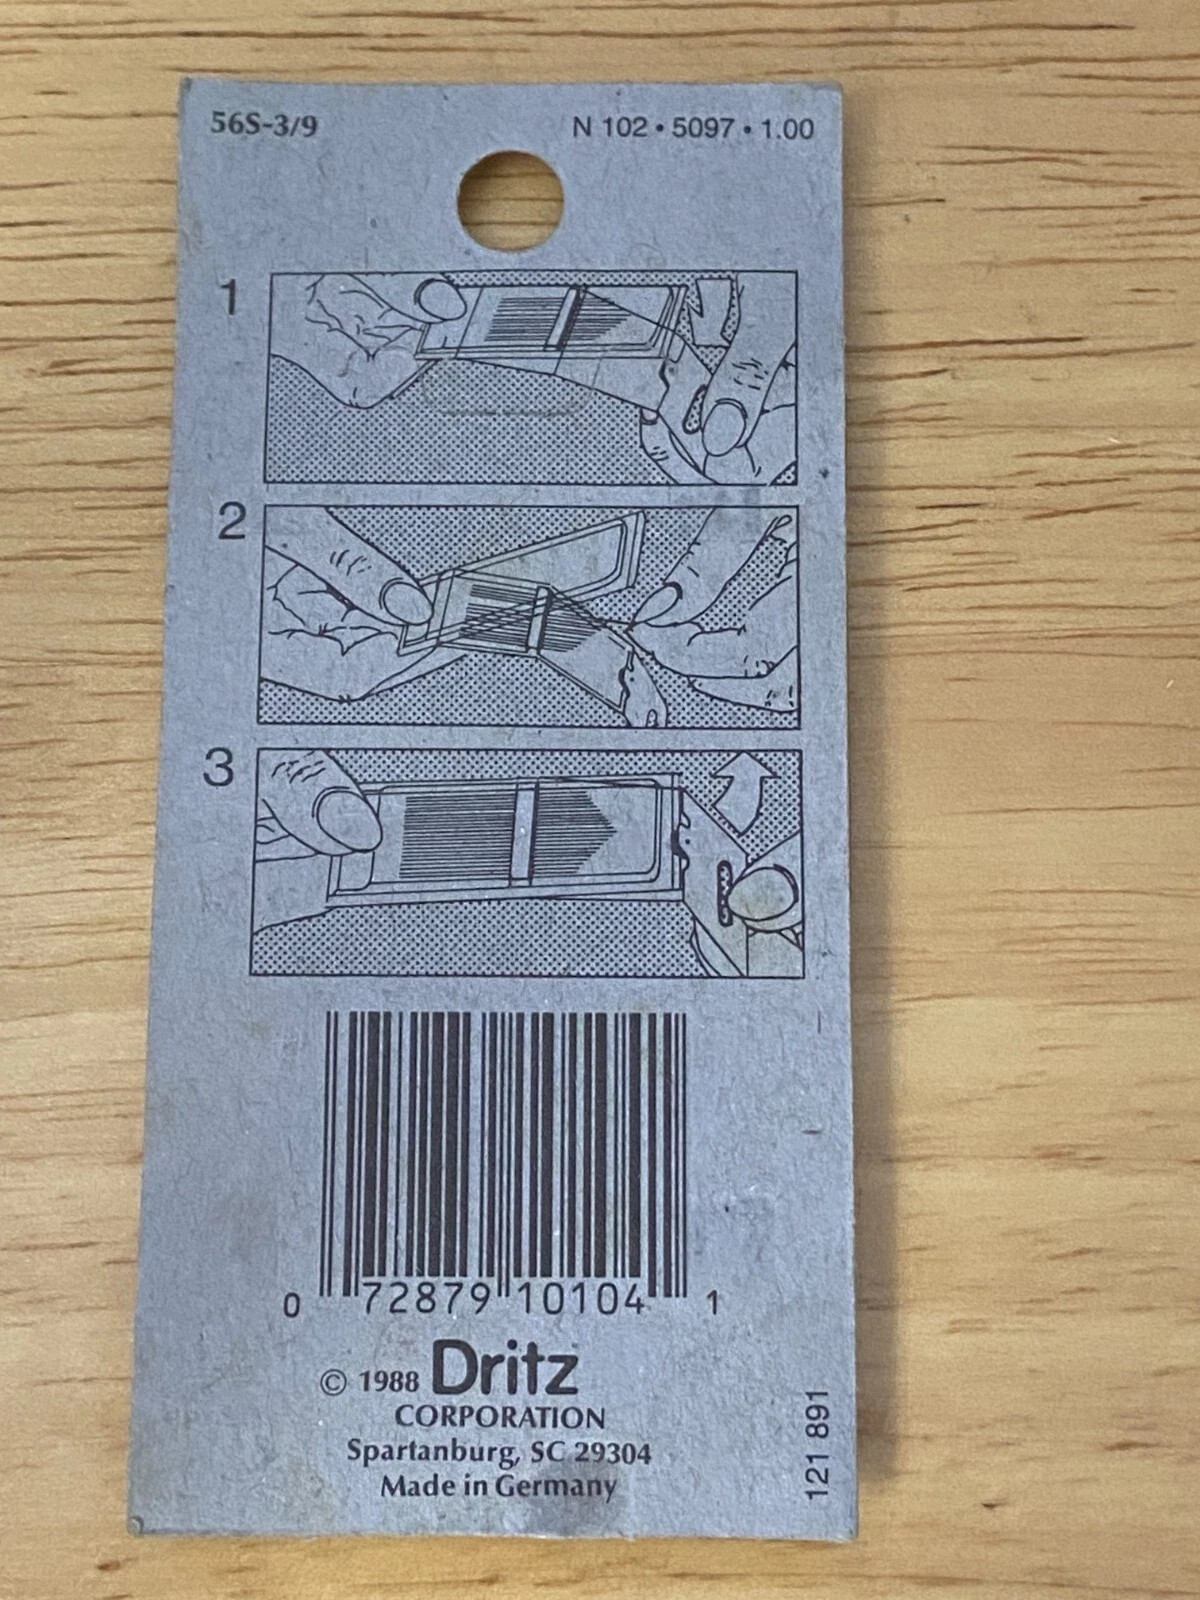 56S-3/9
N 102 • 5097 • 1.00
1
2
3
0 72879 10104 1
© 1988 Dritz
CORPORATION
Spartanburg, SC 29304
Made in Germany
121 891